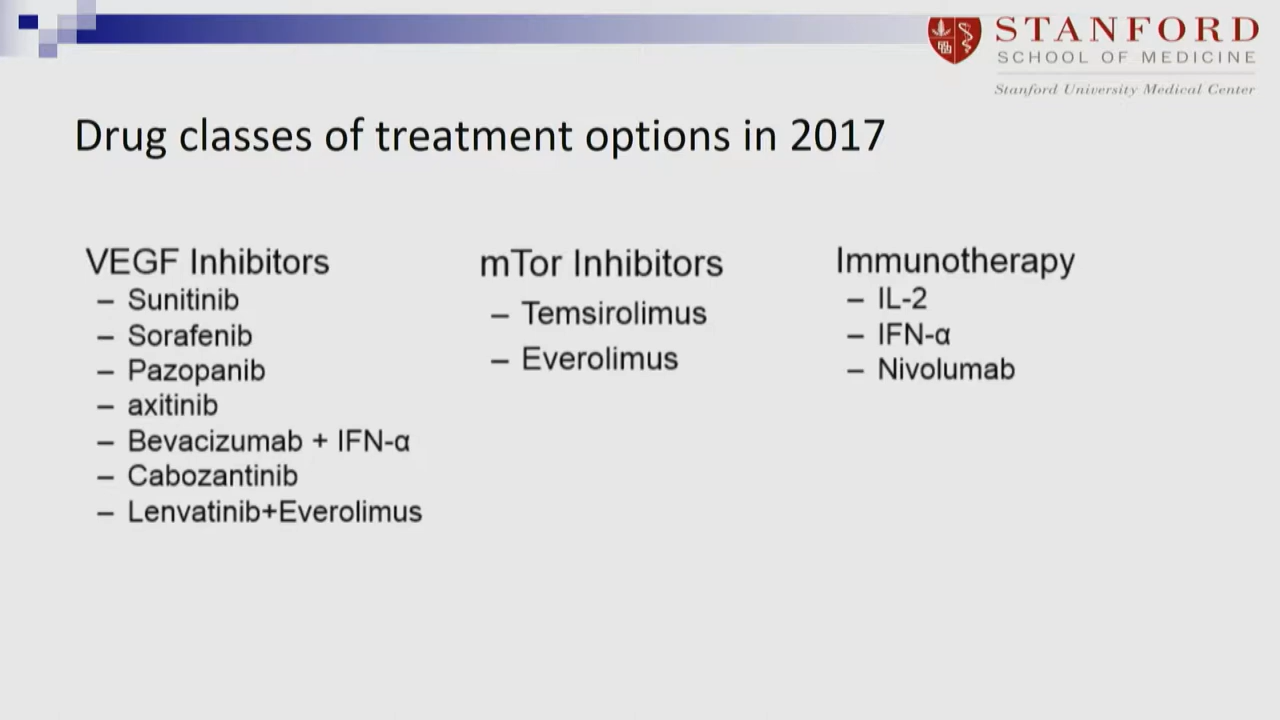 STANFORD
SCHOOL OF MEDICINE
Stanford University Medical Center
Drug classes of treatment options in 2017
VEGF Inhibitors
– Sunitinib
– Sorafenib
– Pazopanib
– axitinib
– Bevacizumab + IFN-α
– Cabozantinib
– Lenvatinib+Everolimus
mTor Inhibitors
– Temsirolimus
– Everolimus
Immunotherapy
– IL-2
– IFN-α
– Nivolumab